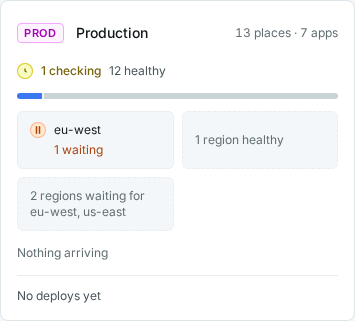 PROD Production 13 places · 7 apps
1 checking 12 healthy
eu-west
1 waiting
1 region healthy
2 regions waiting for
eu-west, us-east
Nothing arriving
No deploys yet